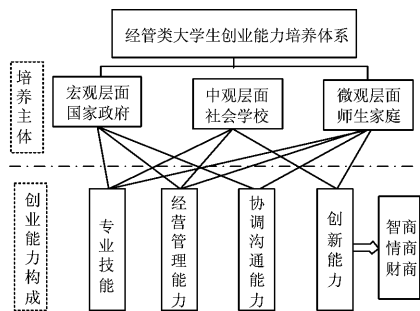 经管类大学生创业能力培养体系
培养主体
宏观层面
国家政府
中观层面
社会学校
微观层面
师生家庭
创业能力构成
专业技能
经营管理能力
协调沟通能力
创新能力
智商
情商
财商